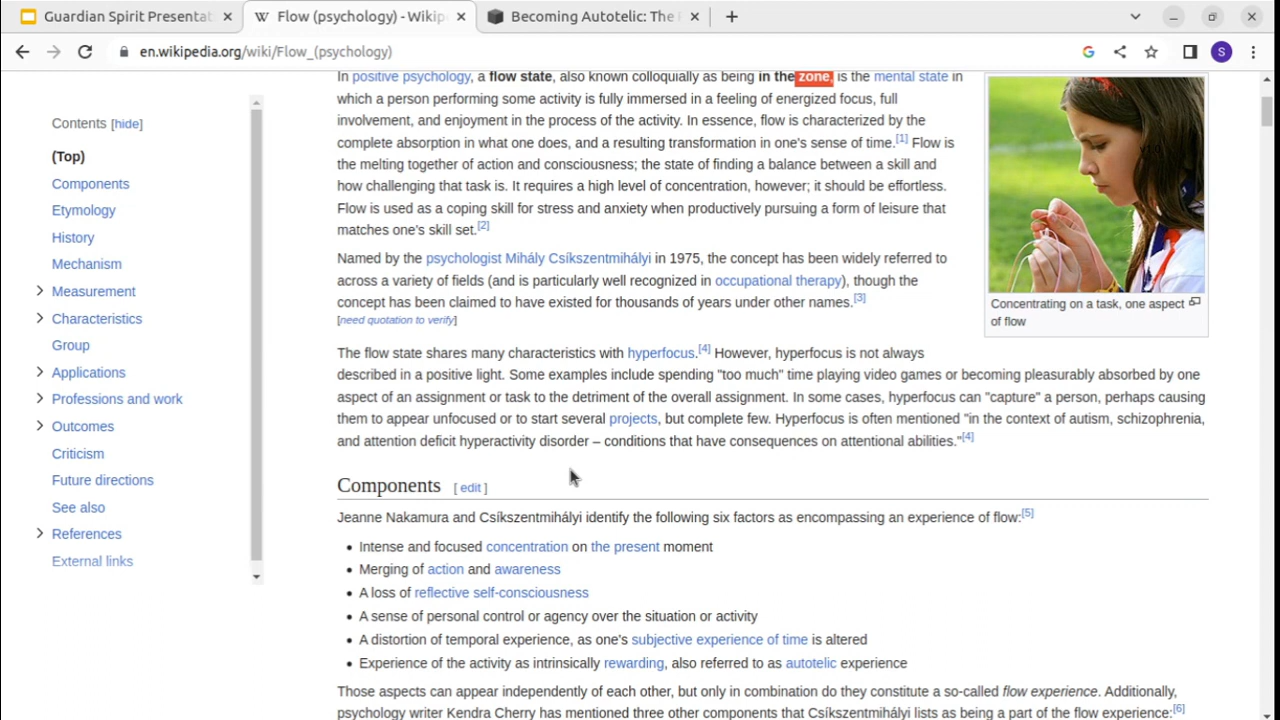 Guardian Spirit Presentat
Flow (psychology) - Wikip
Becoming Autotelic: The P
en.wikipedia.org/wiki/Flow_(psychology)
S
Contents [hide]
(Top)
Components
Etymology
History
Mechanism
Measurement
Characteristics
Group
Applications
Professions and work
Outcomes
Criticism
Future directions
See also
References
External links
In positive psychology, a flow state, also known colloquially as being in the zone, is the mental state in
which a person performing some activity is fully immersed in a feeling of energized focus, full
involvement, and enjoyment in the process of the activity. In essence, flow is characterized by the
complete absorption in what one does, and a resulting transformation in one's sense of time.[1] Flow is
the melting together of action and consciousness; the state of finding a balance between a skill and
how challenging that task is. It requires a high level of concentration, however; it should be effortless.
Flow is used as a coping skill for stress and anxiety when productively pursuing a form of leisure that
matches one's skill set.[2]
Named by the psychologist Mihály Csíkszentmihályi in 1975, the concept has been widely referred to
across a variety of fields (and is particularly well recognized in occupational therapy), though the
concept has been claimed to have existed for thousands of years under other names.[3]
[need quotation to verify]
Concentrating on a task, one aspect
of flow
The flow state shares many characteristics with hyperfocus.[4] However, hyperfocus is not always
described in a positive light. Some examples include spending "too much" time playing video games or becoming pleasurably absorbed by one
aspect of an assignment or task to the detriment of the overall assignment. In some cases, hyperfocus can "capture" a person, perhaps causing
them to appear unfocused or to start several projects, but complete few. Hyperfocus is often mentioned "in the context of autism, schizophrenia,
and attention deficit hyperactivity disorder – conditions that have consequences on attentional abilities."[4]
Components [ edit ]
Jeanne Nakamura and Csíkszentmihályi identify the following six factors as encompassing an experience of flow:[5]
• Intense and focused concentration on the present moment
• Merging of action and awareness
• A loss of reflective self-consciousness
• A sense of personal control or agency over the situation or activity
• A distortion of temporal experience, as one's subjective experience of time is altered
• Experience of the activity as intrinsically rewarding, also referred to as autotelic experience
Those aspects can appear independently of each other, but only in combination do they constitute a so-called flow experience. Additionally,
psychology writer Kendra Cherry has mentioned three other components that Csíkszentmihályi lists as being a part of the flow experience:[6]